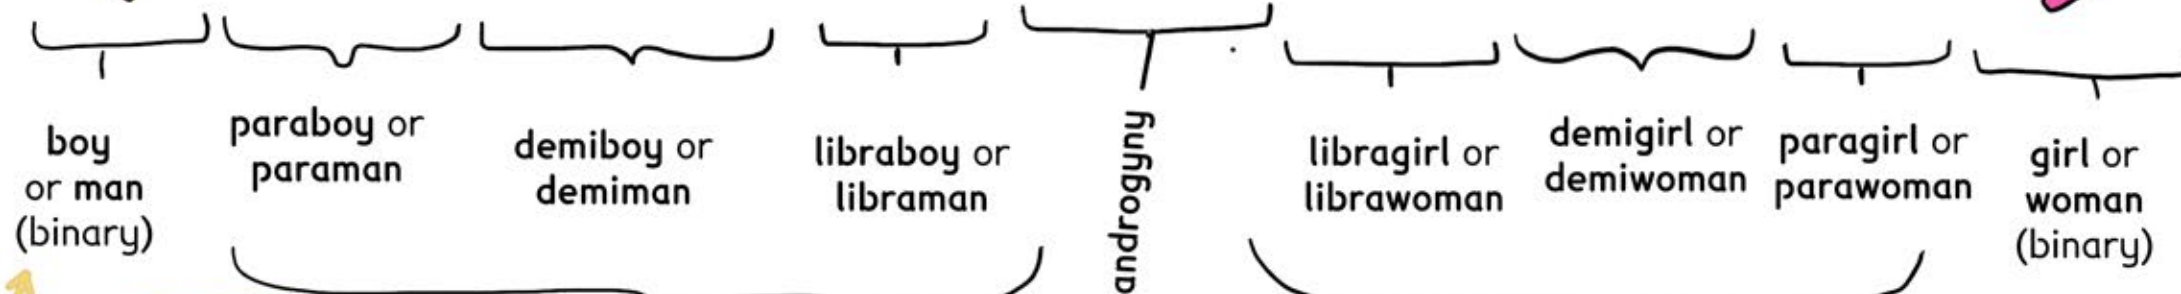 boy
or man
(binary)
paraboy or
paraman
demiboy or
demiman
libraboy or
libraman
androgyny
libragirl or
librawoman
demigirl or
demiwoman
paragirl or
parawoman
girl or
woman
(binary)